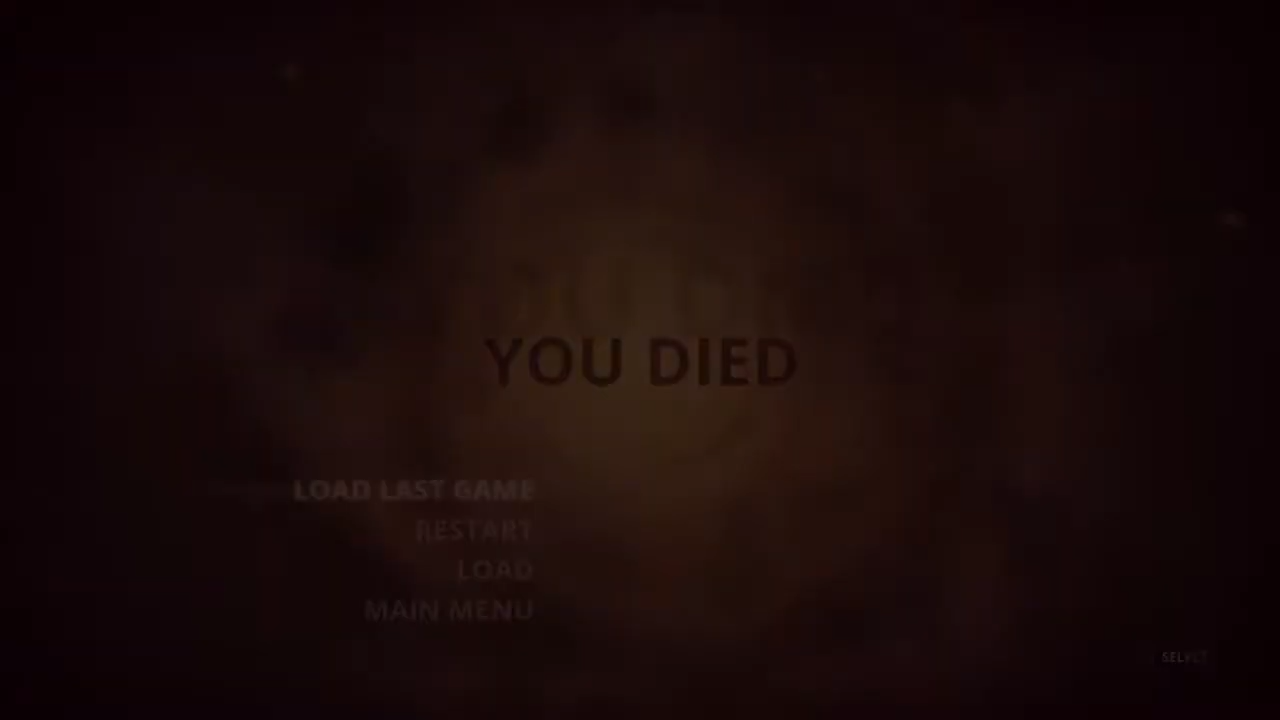 YOU DIED
LOAD LAST GAME
RESTART
LOAD
MAIN MENU
SELECT